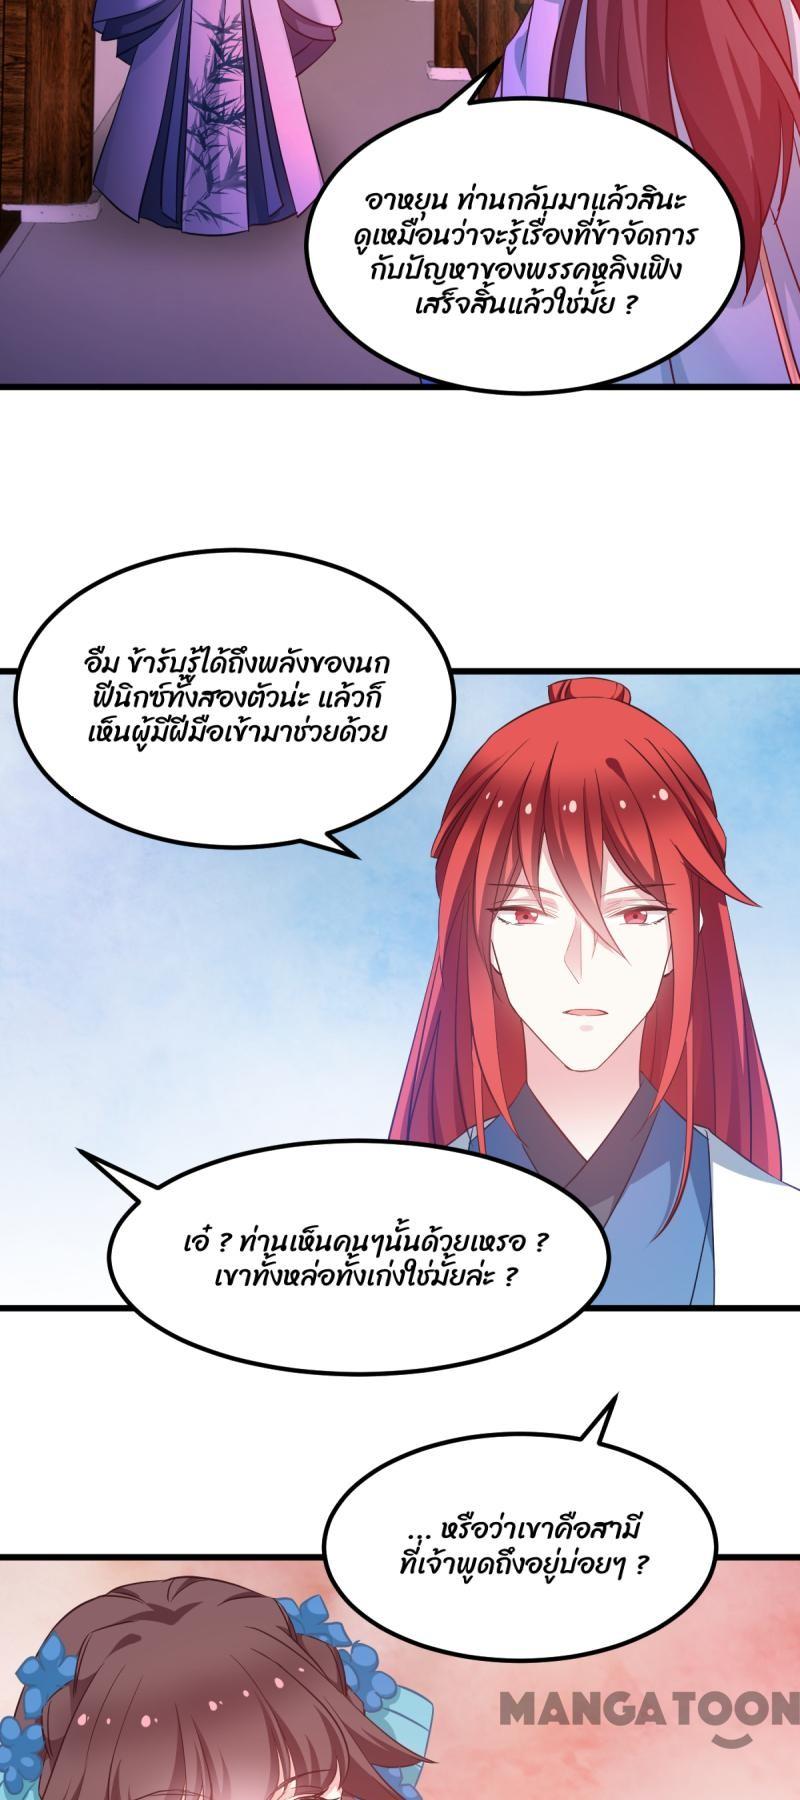 อาหยุน ท่านกลับมาแล้วสินะ
ดูเหมือนว่าจะรู้เรื่องที่ข้าจัดการ
กับปัญหาของพรรคหลิงเฟิง
เสร็จสิ้นแล้วใช่มั้ย ?
อืม ข้ารับรู้ได้ถึงพลังของนก
ฟีนิกซ์ทั้งสองตัวน่ะ แล้วก็
เห็นผู้มีฝีมือเข้ามาช่วยด้วย
เอ๋ ? ท่านเห็นคนๆนั้นด้วยเหรอ ?
เขาทั้งหล่อทั้งเก่งใช่มั้ยล่ะ ?
... หรือว่าเขาคือสามี
ที่เจ้าพูดถึงอยู่บ่อยๆ ?
MANGATOON